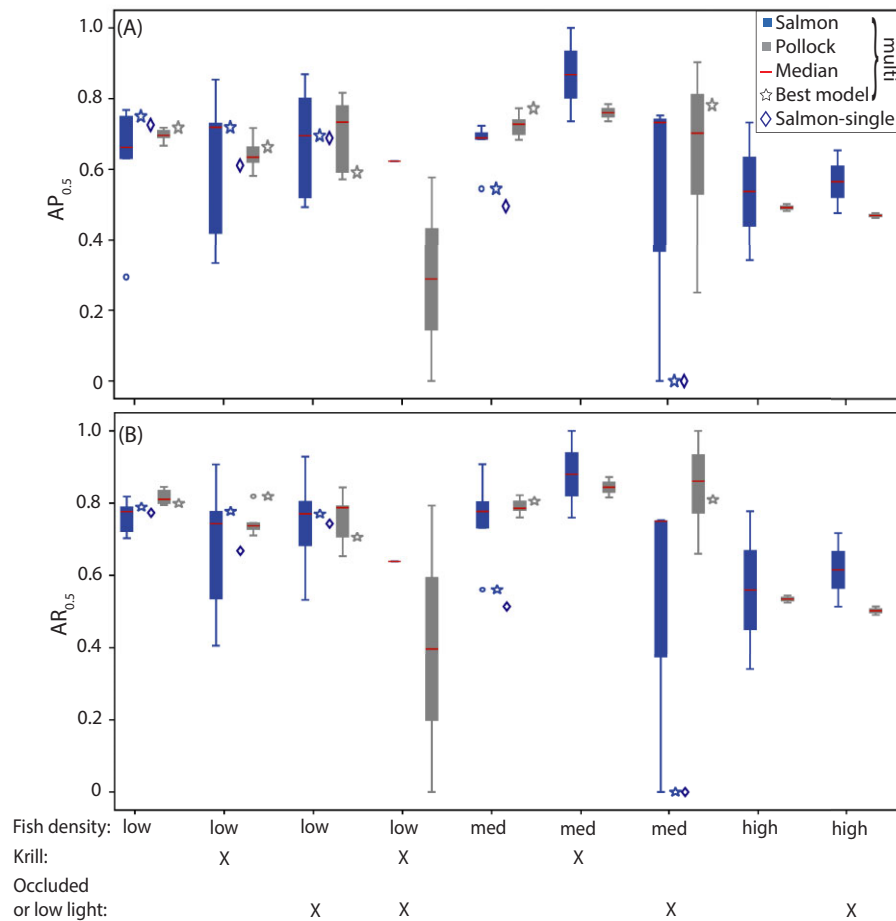 (A)
Salmon
Pollock
Median
Best model
Salmon-single
multi
AP0.5
1.0
0.8
0.6
0.4
0.2
0
(B)
AR0.5
1.0
0.8
0.6
0.4
0.2
0
Fish density: low low low low med med med high high
Krill: X X X
Occluded
or low light: X X X X